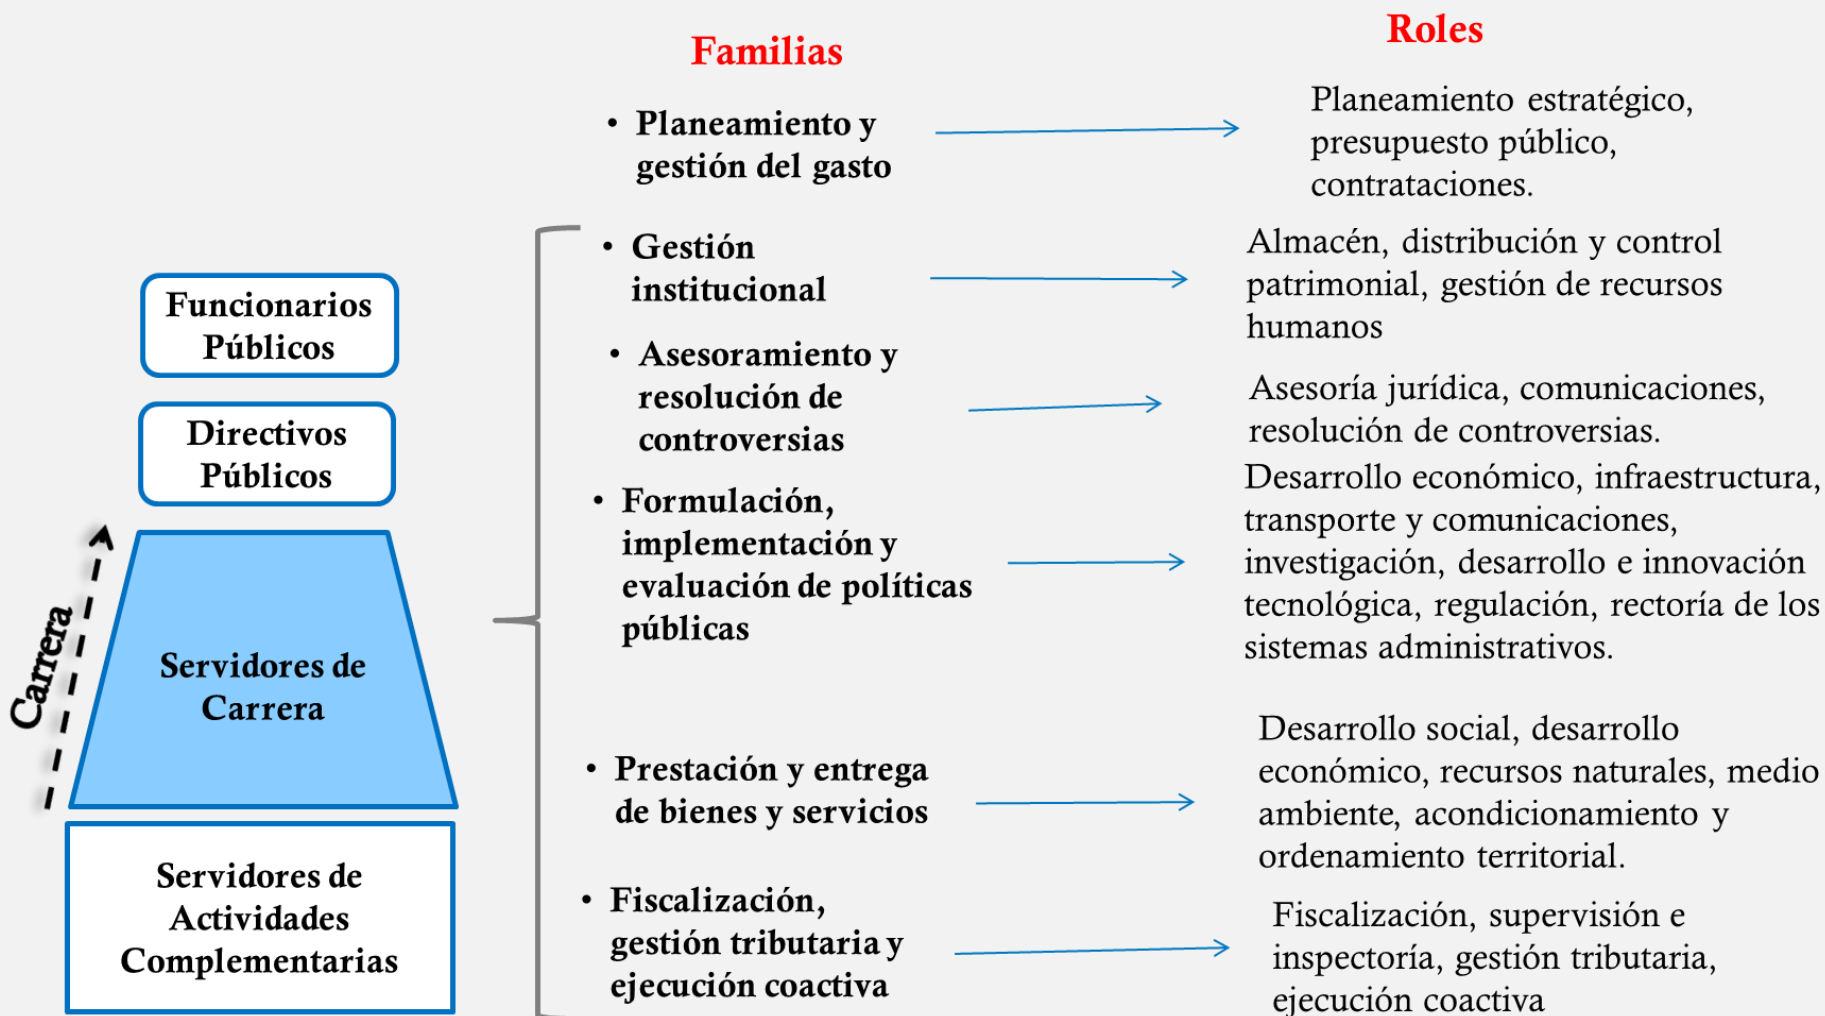 Familias
Roles
• Planeamiento y
gestión del gasto
Planeamiento estratégico,
presupuesto público,
contrataciones.
• Gestión
institucional
Almacén, distribución y control
patrimonial, gestión de recursos
humanos
• Asesoramiento y
resolución de
controversias
Asesoría jurídica, comunicaciones,
resolución de controversias.
• Formulación,
implementación y
evaluación de políticas
públicas
Desarrollo económico, infraestructura,
transporte y comunicaciones,
investigación, desarrollo e innovación
tecnológica, regulación, rectoría de los
sistemas administrativos.
• Prestación y entrega
de bienes y servicios
Desarrollo social, desarrollo
económico, recursos naturales, medio
ambiente, acondicionamiento y
ordenamiento territorial.
• Fiscalización,
gestión tributaria y
ejecución coactiva
Fiscalización, supervisión e
inspectoría, gestión tributaria,
ejecución coactiva
Funcionarios
Públicos
Directivos
Públicos
Carrera
Servidores de
Carrera
Servidores de
Actividades
Complementarias